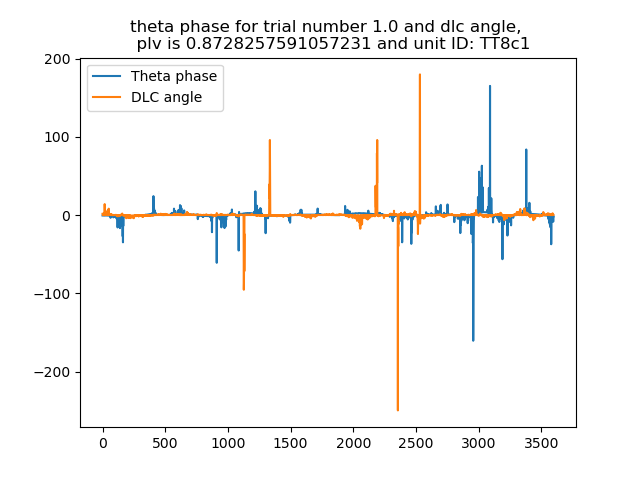 theta phase for trial number 1.0 and dlc angle,
plv is 0.8728257591057231 and unit ID: TT8c1
200
Theta phase
DLC angle
100
0
−100
−200
0 500 1000 1500 2000 2500 3000 3500